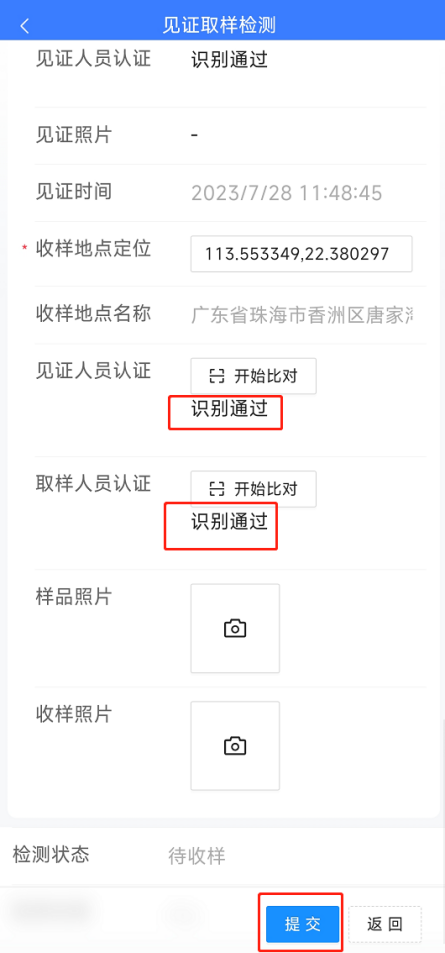 见证取样检测
见证人员认证 识别通过
见证照片 -
见证时间 2023/7/28 11:48:45
* 收样地点定位 113.553349,22.380297
收样地点名称 广东省珠海市香洲区唐家
见证人员认证 开始比对
识别通过
取样人员认证 开始比对
识别通过
样品照片
收样照片
检测状态 待收样
提交 返回